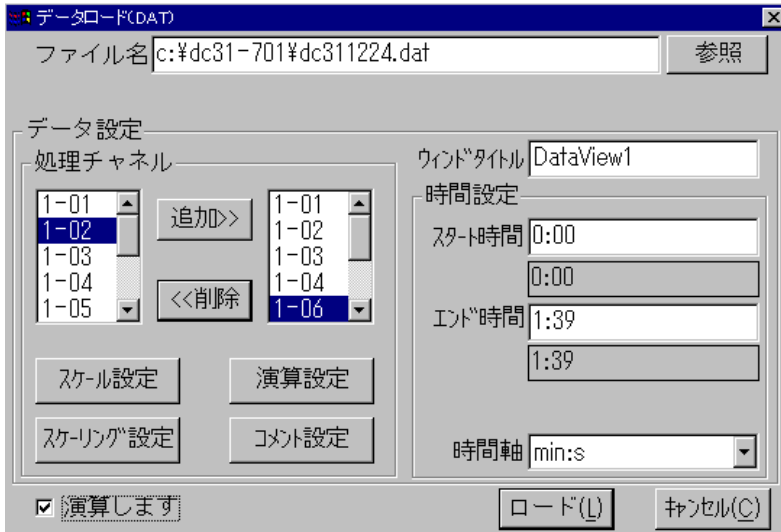 データロード(DAT)
ファイル名 c:¥dc31-701¥dc311224.dat 参照
データ設定
処理チャネル
1-01
1-02
1-03
1-04
1-05
追加>>
<<削除
1-01
1-02
1-03
1-04
1-06
スケール設定 演算設定
スケーリング設定 コメント設定
ウィンドタイトル DataView1
時間設定
スタート時間 0:00
0:00
エンド時間 1:39
1:39
時間軸 min:s
演算します ロード(L) キャンセル(C)